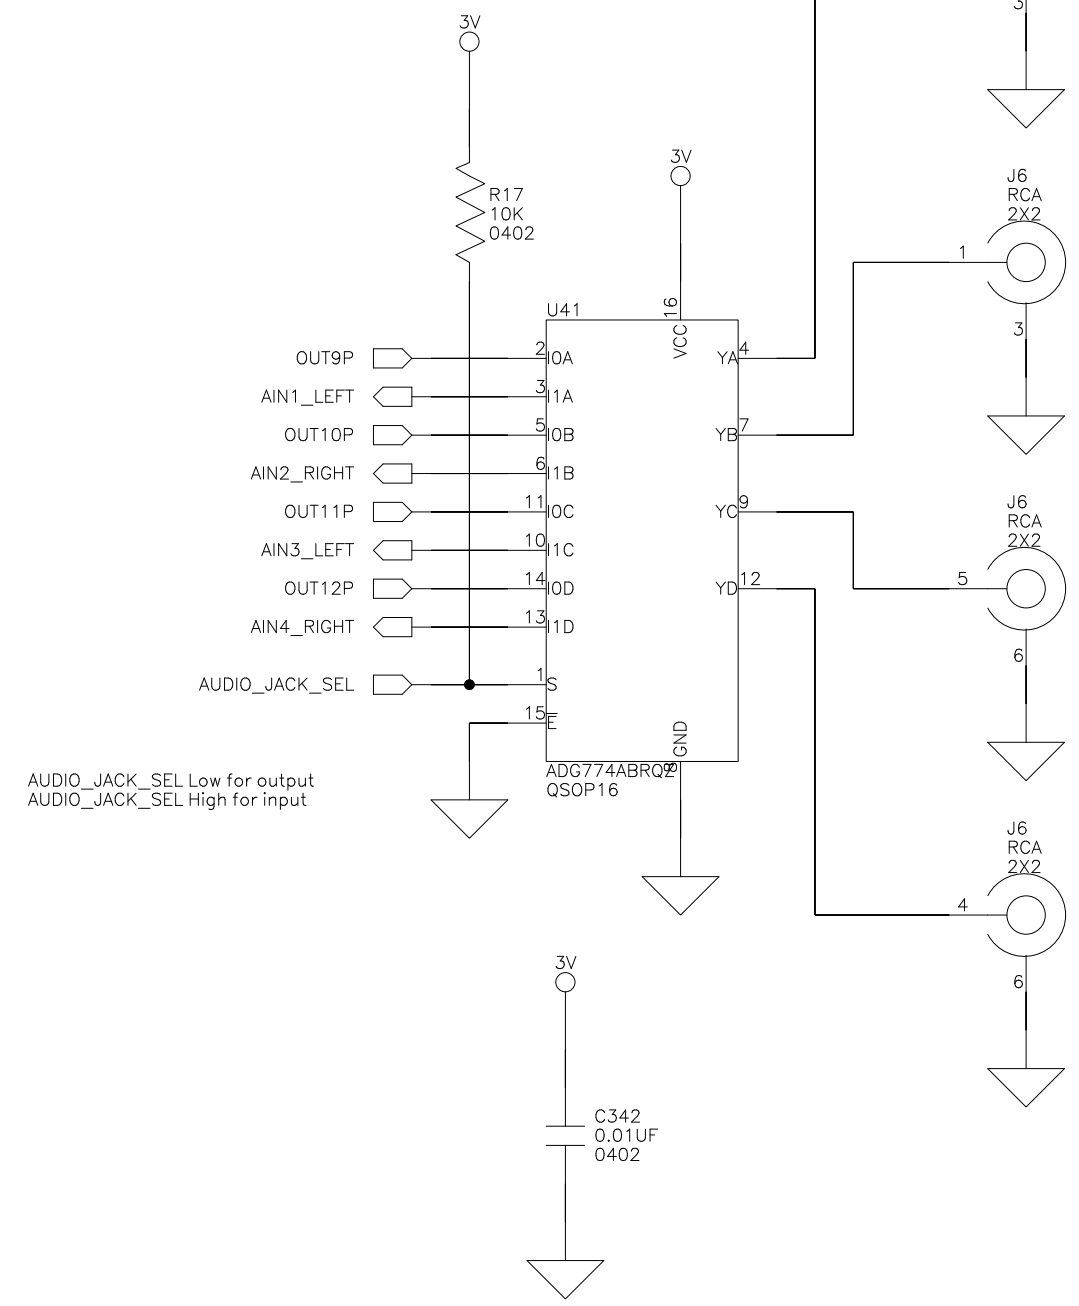 3V
3
3V
J6
RCA
2X2
R17
10K
0402
1
3
U41
16
VCC
OUT9P
2
I0A
YA
4
AIN1_LEFT
3
I1A
OUT10P
5
I0B
YB
7
AIN2_RIGHT
6
I1B
OUT11P
11
I0C
YC
9
J6
RCA
2X2
AIN3_LEFT
10
I1C
OUT12P
14
I0D
YD
12
5
AIN4_RIGHT
13
I1D
6
AUDIO_JACK_SEL
1
S
15
E
GND
8
ADG774ABRQZ
QSOP16
AUDIO_JACK_SEL Low for output
AUDIO_JACK_SEL High for input
J6
RCA
2X2
4
6
3V
C342
0.01UF
0402